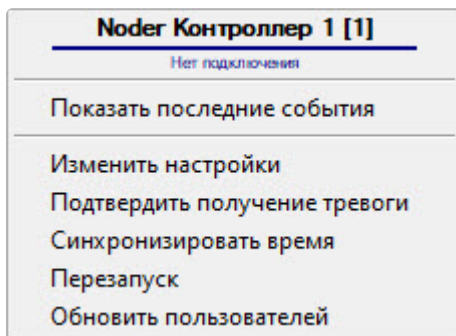 Noder Контроллер 1 [1]
Нет подключения
Показать последние события
Изменить настройки
Подтвердить получение тревоги
Синхронизировать время
Перезапуск
Обновить пользователей